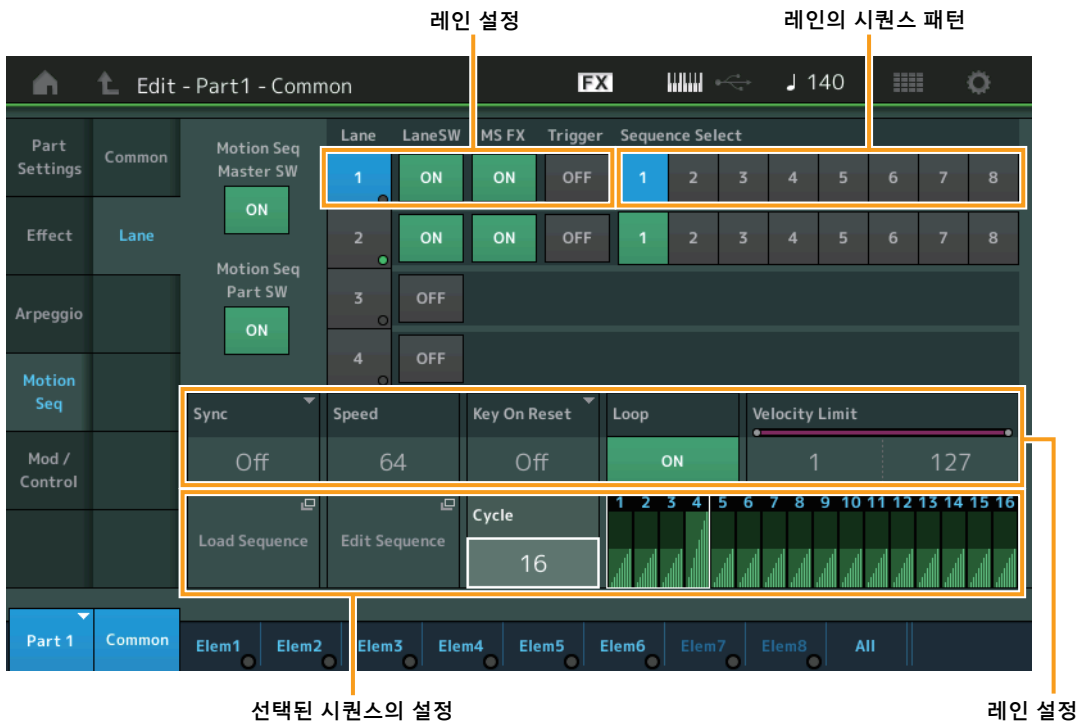 레인 설정
레인의 시퀀스 패턴
Edit - Part1 - Common
FX
140
Part Settings
Common
Motion Seq Master SW
ON
Lane
LaneSW
MS FX
Trigger
Sequence Select
1
ON
ON
OFF
1 2 3 4 5 6 7 8
Effect
Lane
2
ON
ON
OFF
1 2 3 4 5 6 7 8
Motion Seq Part SW
ON
Arpeggio
3
OFF
4
OFF
Motion Seq
Sync
Off
Speed
64
Key On Reset
Off
Loop
ON
Velocity Limit
1
127
Mod / Control
Load Sequence
Edit Sequence
Cycle
16
1 2 3 4 5 6 7 8 9 10 11 12 13 14 15 16
Part 1
Common
Elem1
Elem2
Elem3
Elem4
Elem5
Elem6
Elem7
Elem8
All
선택된 시퀀스의 설정
레인 설정